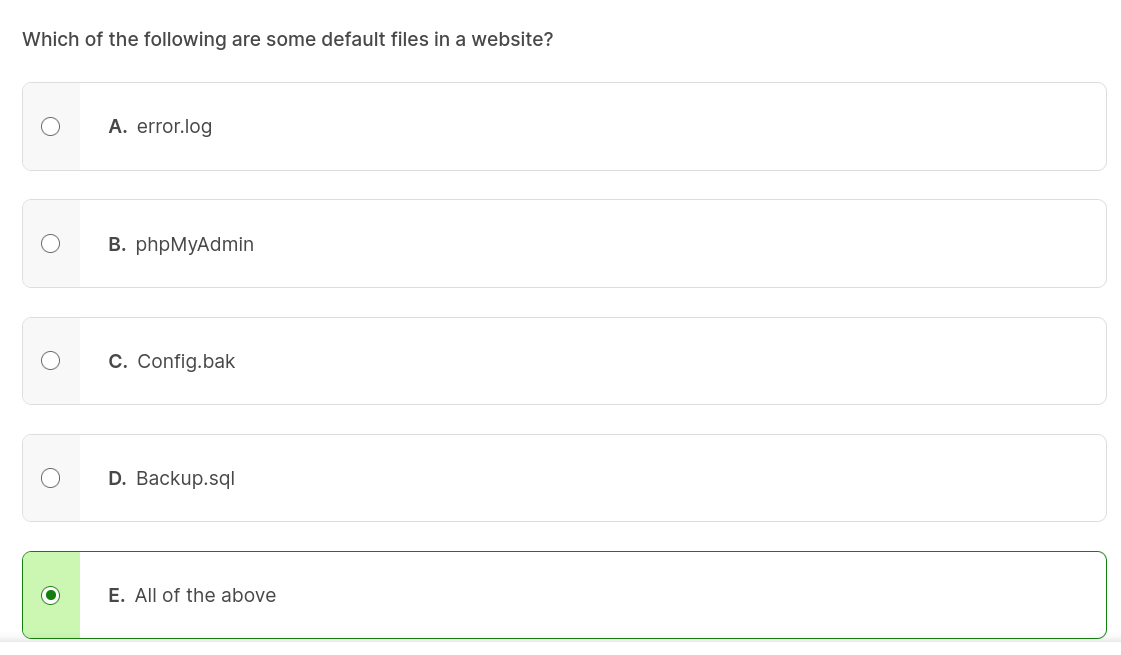 Which of the following are some default files in a website?
A. error.log
B. phpMyAdmin
C. Config.bak
D. Backup.sql
E. All of the above